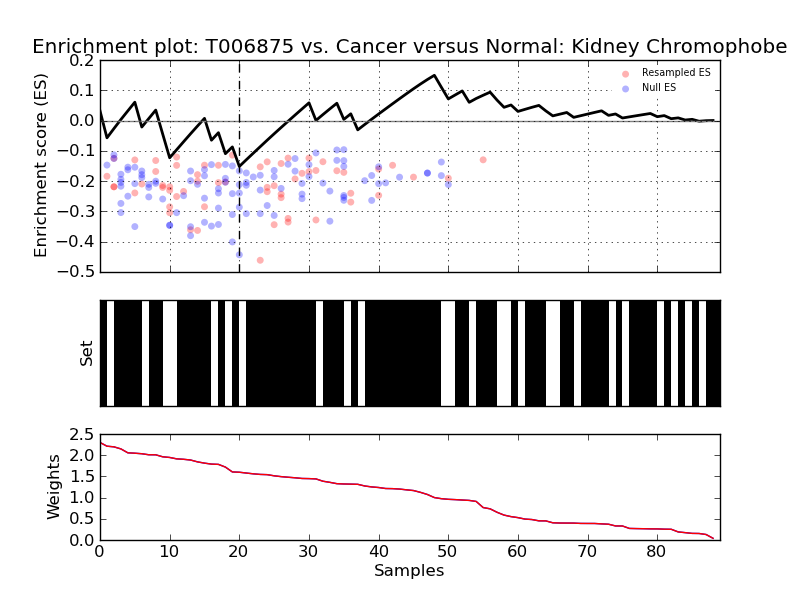 Enrichment plot: T006875 vs. Cancer versus Normal: Kidney Chromophobe
Enrichment score (ES)
0.2
0.1
0.0
−0.1
−0.2
−0.3
−0.4
−0.5
Resampled ES
Null ES
Set
Weights
2.5
2.0
1.5
1.0
0.5
0.0
0 10 20 30 40 50 60 70 80
Samples